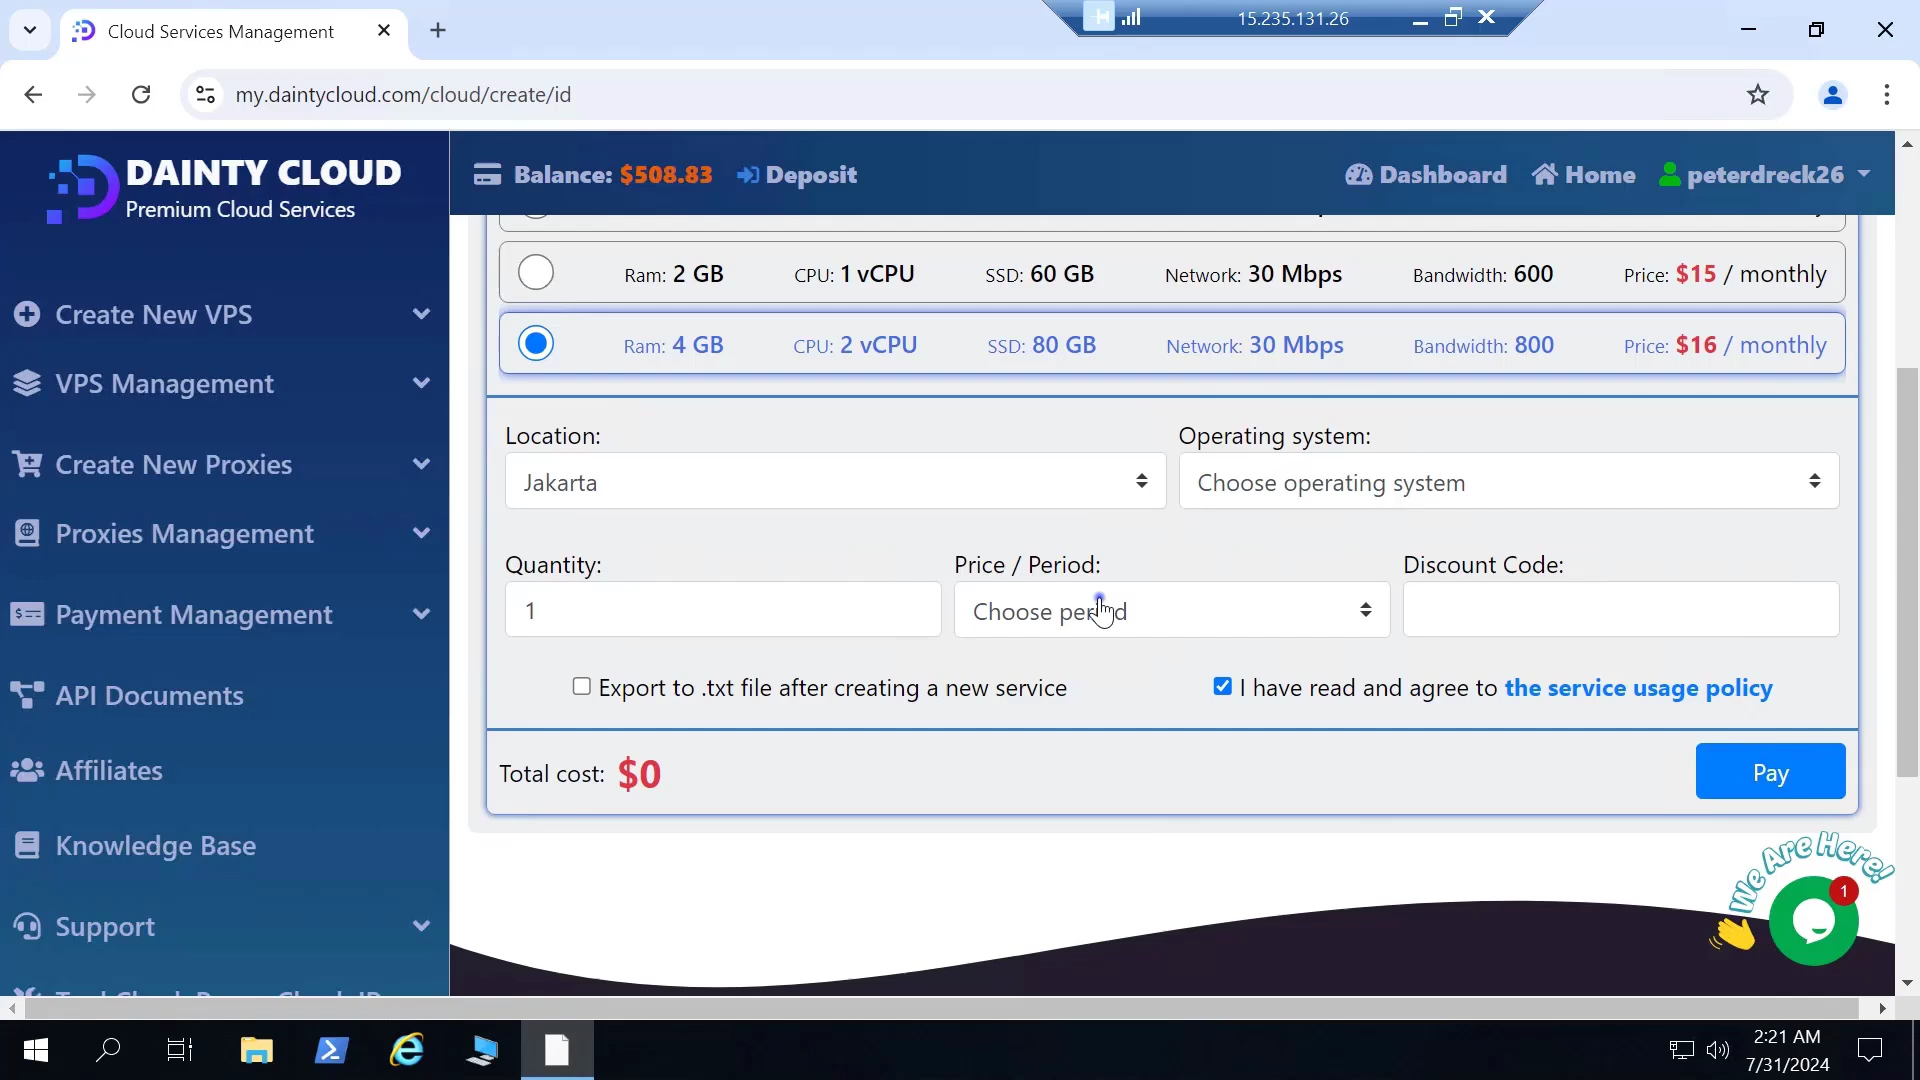 Cloud Services Management
15.235.131.26
my.daintycloud.com/cloud/create/id
DAINTY CLOUD
Premium Cloud Services
Balance: $508.83
Deposit
Dashboard
Home
peterdreck26
Create New VPS
VPS Management
Create New Proxies
Proxies Management
Payment Management
API Documents
Affiliates
Knowledge Base
Support
Ram: 2 GB CPU: 1 vCPU SSD: 60 GB Network: 30 Mbps Bandwidth: 600 Price: $15 / monthly
Ram: 4 GB CPU: 2 vCPU SSD: 80 GB Network: 30 Mbps Bandwidth: 800 Price: $16 / monthly
Location:
Operating system:
Jakarta
Choose operating system
Quantity:
Price / Period:
Discount Code:
1
Choose period
Export to .txt file after creating a new service
I have read and agree to the service usage policy
Total cost: $0
Pay
We Are Here!
1
2:21 AM
7/31/2024